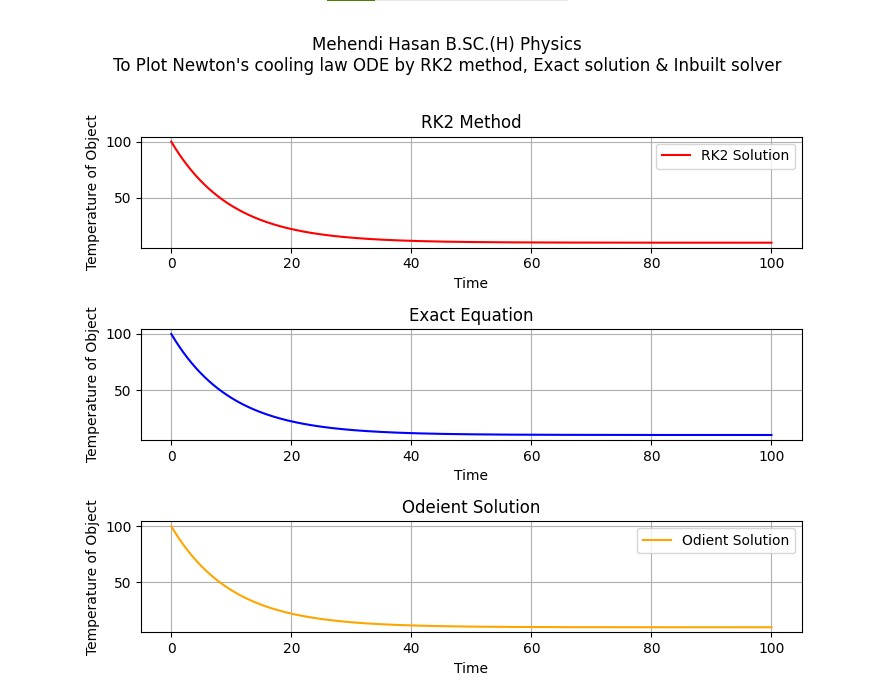 Mehendi Hasan B.SC.(H) Physics
To Plot Newton's cooling law ODE by RK2 method, Exact solution & Inbuilt solver
RK2 Method
Temperature of Object
100
50
RK2 Solution
0 20 40 60 80 100
Time
Exact Equation
Temperature of Object
100
50
0 20 40 60 80 100
Time
Odeient Solution
Temperature of Object
100
50
Odient Solution
0 20 40 60 80 100
Time